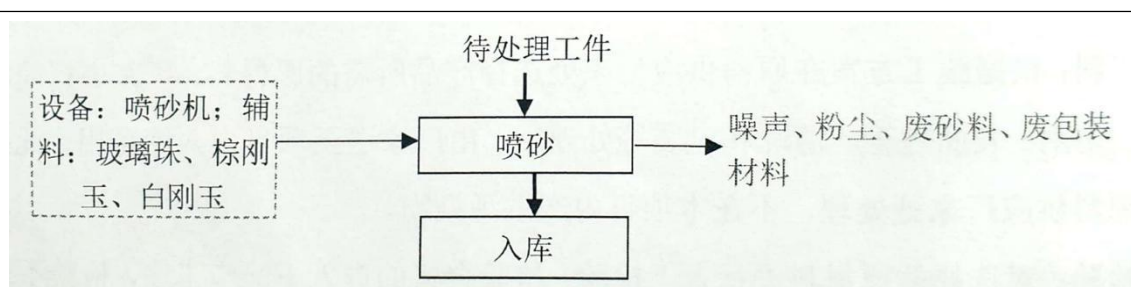 待处理工件
设备：喷砂机；辅
料：玻璃珠、棕刚
玉、白刚玉
喷砂
噪声、粉尘、废砂料、废包装
材料
入库